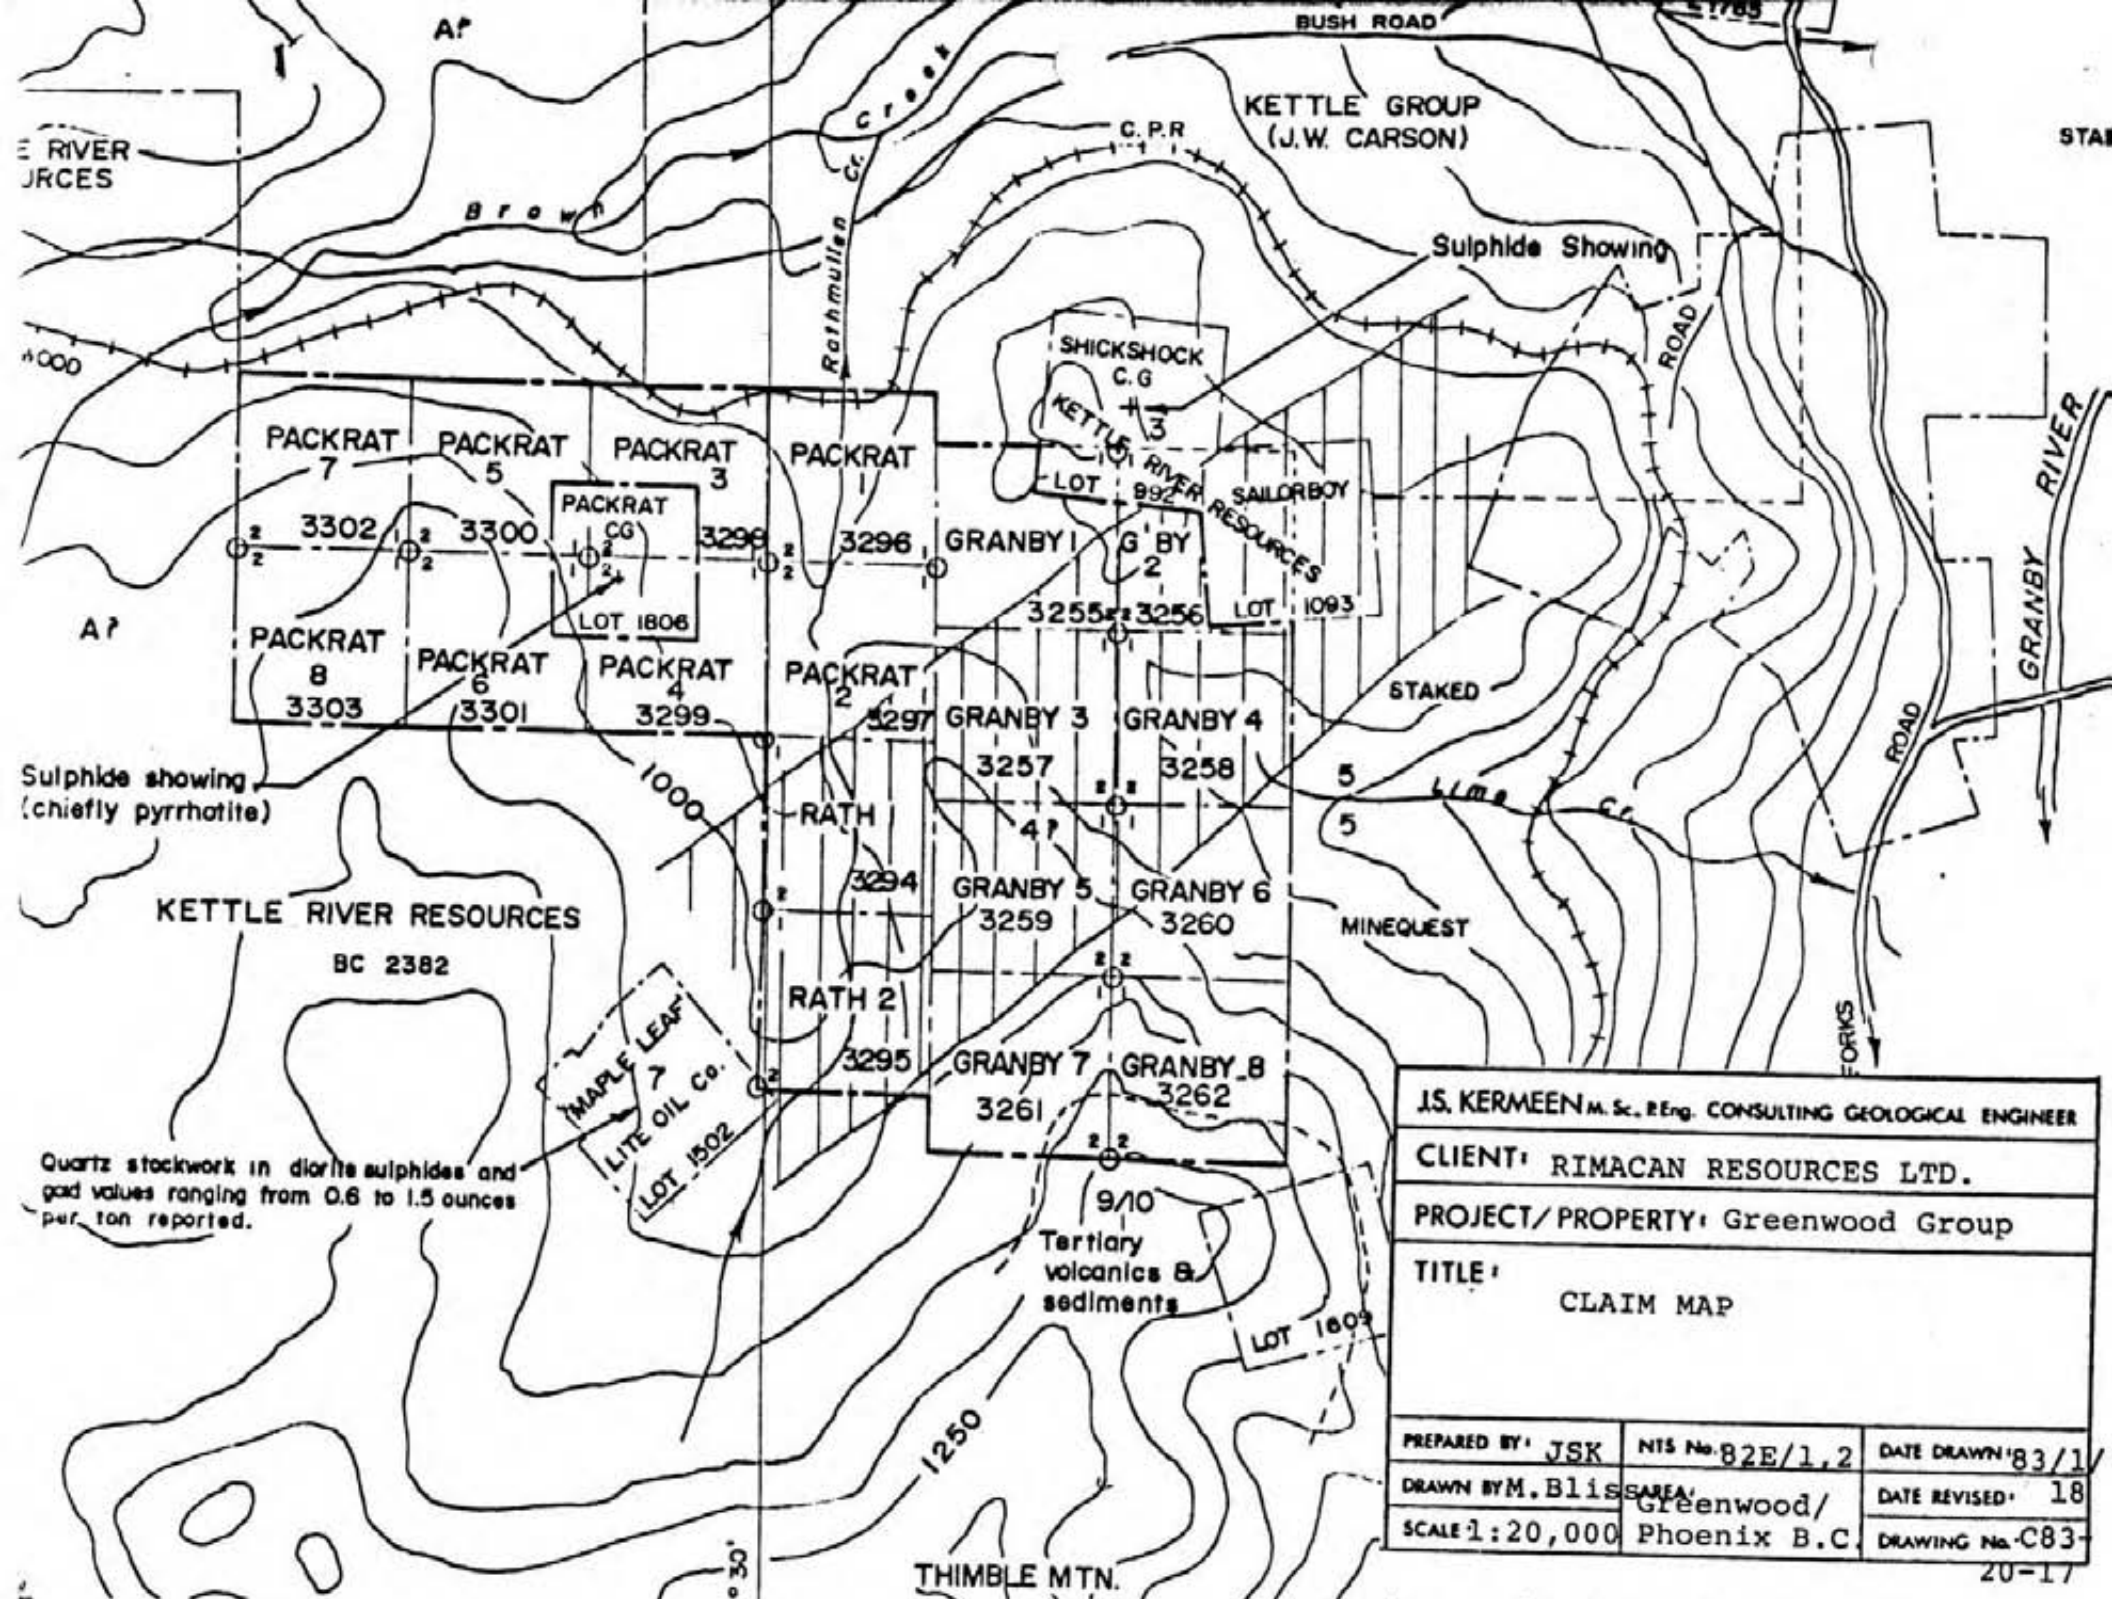 A?
BUSH ROAD
1785
KETTLE GROUP
(J.W. CARSON)
C.P.R
Creek
Cr.
E RIVER
URCES
Brown
Rathmullen
Sulphide Showing
WOOD
ROAD
SHICKSHOCK
C.G
3
KETTLE RIVER RESOURCES
LOT 992
SAILORBOY
LOT 1093
PACKRAT
7
3302
PACKRAT
5
3300
PACKRAT
3
3298
PACKRAT
1
3296
PACKRAT
CG
LOT 1806
GRANBY 1
3255
G'BY
2
3256
A?
PACKRAT
8
3303
PACKRAT
6
3301
PACKRAT
4
3299
PACKRAT
2
3297
GRANBY 3
3257
GRANBY 4
3258
STAKED
GRANBY RIVER
ROAD
Sulphide showing
(chiefly pyrrhotite)
1000
RATH
3294
4?
5
5
Lime Cr.
GRANBY 5
3259
GRANBY 6
3260
MINEQUEST
KETTLE RIVER RESOURCES
BC 2382
RATH 2
3295
GRANBY 7
3261
GRANBY 8
3262
FORKS
MAPLE LEAF
?
LITE OIL Co.
LOT 1502
Quartz stockwork in diorite sulphides and
gold values ranging from 0.6 to 1.5 ounces
per ton reported.
9/10
Tertiary
volcanics &
sediments
LOT 1609
1250
THIMBLE MTN.
°30'
J.S. KERMEEN M. Sc., P.Eng. CONSULTING GEOLOGICAL ENGINEER
CLIENT: RIMACAN RESOURCES LTD.
PROJECT/PROPERTY: Greenwood Group
TITLE:
CLAIM MAP
PREPARED BY: JSK
NTS No. 82E/1,2
DATE DRAWN: 83/1/
18
DRAWN BY M.Bliss
AREA: Greenwood/
Phoenix B.C.
DATE REVISED:
SCALE 1:20,000
DRAWING No. C83-
20-17